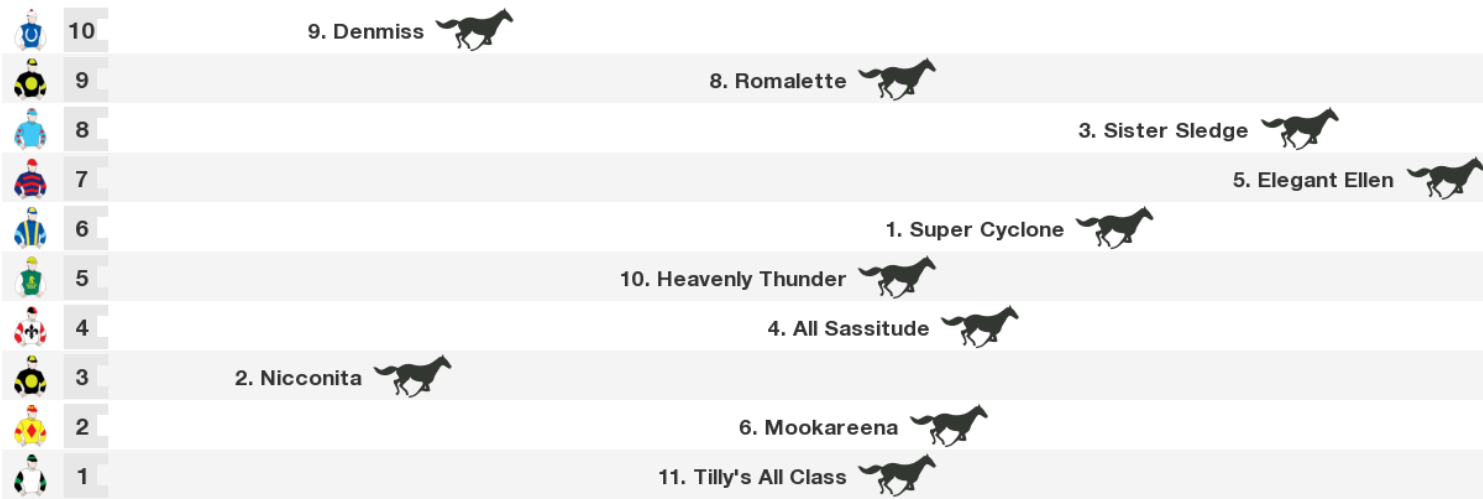 10 9. Denmiss
9 8. Romalette
8 3. Sister Sledge
7 5. Elegant Ellen
6 1. Super Cyclone
5 10. Heavenly Thunder
4 4. All Sassitude
3 2. Nicconita
2 6. Mookareena
1 11. Tilly's All Class